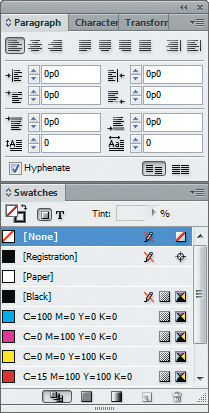 Paragraph Character Transform
0p0 0p0
0p0 0p0
0p0 0p0
0 0
Hyphenate
Swatches
T Tint: %
[None]
[Registration]
[Paper]
[Black]
C=100 M=0 Y=0 K=0
C=0 M=100 Y=0 K=0
C=0 M=0 Y=100 K=0
C=15 M=100 Y=100 K=0